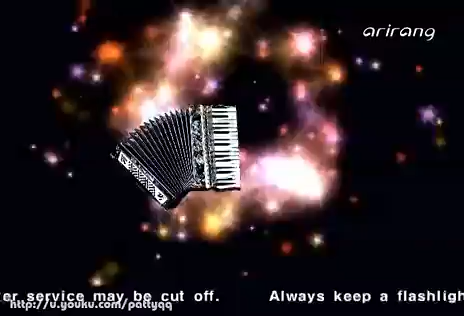 arirang
er service may be cut off. Always keep a flashligh
http://u.youku.com/pattyqq